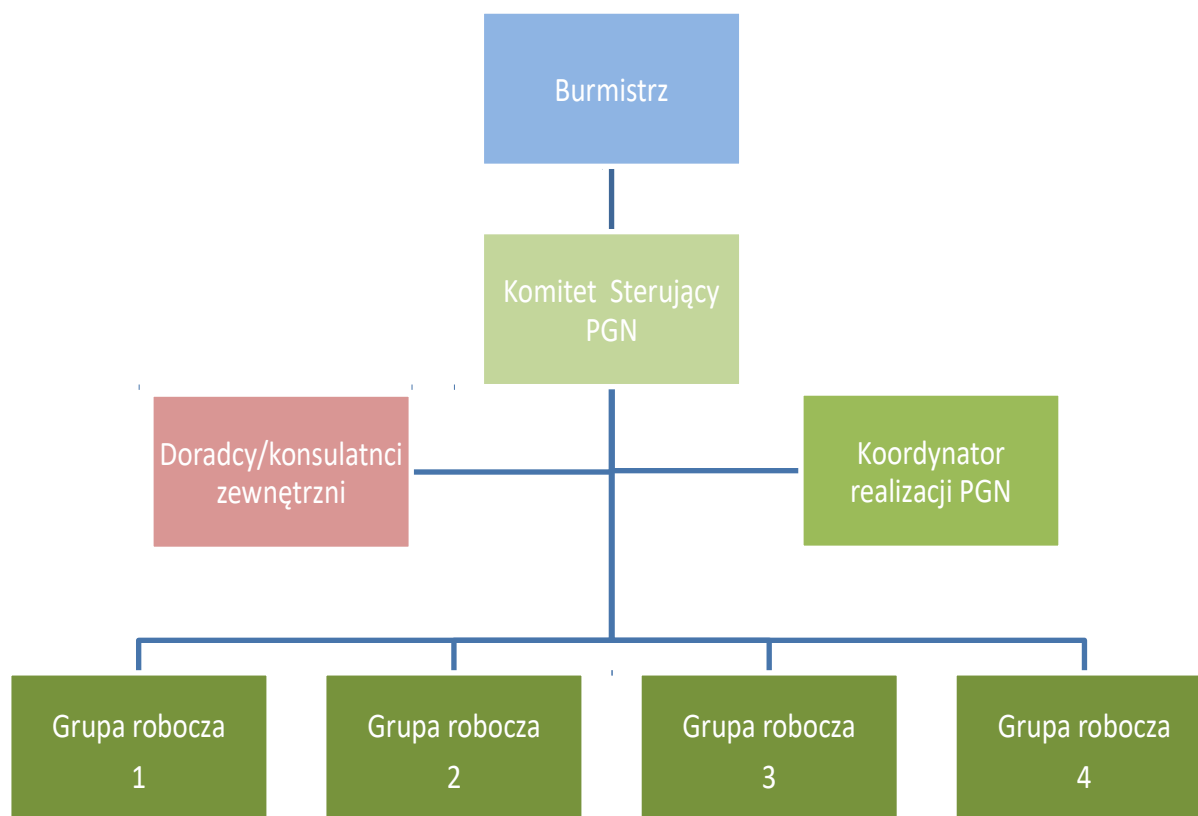 Burmistrz
Komitet Sterujący
PGN
Doradcy/konsulatnci
zewnętrzni
Koordynator
realizacji PGN
Grupa robocza
1
Grupa robocza
2
Grupa robocza
3
Grupa robocza
4